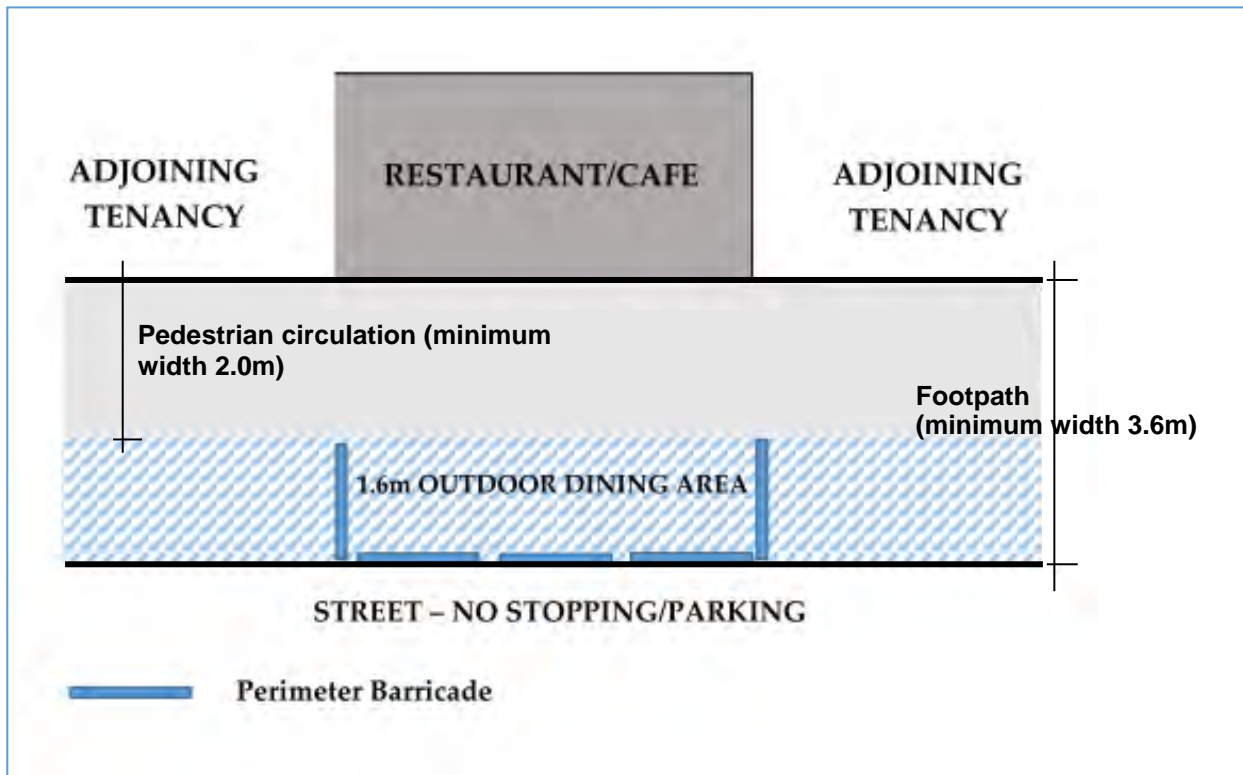 ADJOINING
TENANCY
RESTAURANT/CAFE
ADJOINING
TENANCY
Pedestrian circulation (minimum
width 2.0m)
Footpath
(minimum width 3.6m)
1.6m OUTDOOR DINING AREA
STREET – NO STOPPING/PARKING
Perimeter Barricade